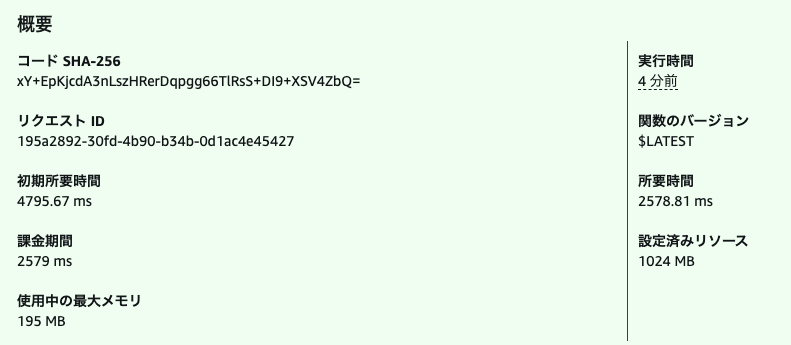 概要
コード SHA-256
xY+EpKjcdA3nLszHRerDqpgg66TlRsS+DI9+XSV4ZbQ=
リクエスト ID
195a2892-30fd-4b90-b34b-0d1ac4e45427
初期所要時間
4795.67 ms
課金期間
2579 ms
使用中の最大メモリ
195 MB
実行時間
4 分前
関数のバージョン
$LATEST
所要時間
2578.81 ms
設定済みリソース
1024 MB